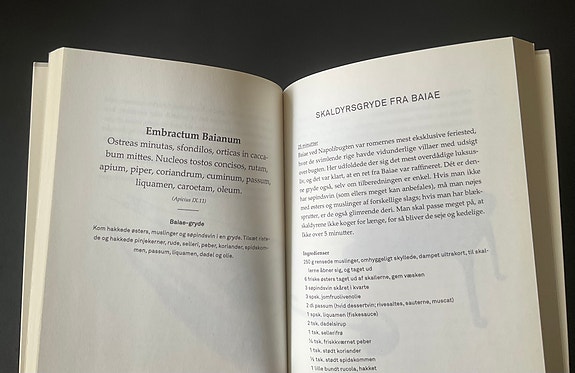 Embractum Baianum
Ostreas minutas, sfondilos, orticas in cacca-
bum mittes. Nucleos tostos concisos, rutam,
apium, piper, coriandrum, cuminum, passum,
liquamen, caroetam, oleum.
(Apicius IX.11)
Baiae-gryde
Kom hakkede østers, muslinger og søpindsvin i en gryde. Tilsæt riste-
de og hakkede pinjekerner, rude, selleri, peber, koriander, spidskom-
men, passum, liquamen, dadel og olie.
SKALDYRSGRYDE FRA BAIAE
25 minutter
Baiae ved Napolibugten var romernes mest eksklusive feriested,
hvor de svimlende rige havde vidunderlige villaer med udsigt
over bugten. Her udfoldede der sig det mest overdådige luksus-
liv, og det var klart, at en ret fra Baiae var raffineret. Dét er den-
ne gryde også, selv om tilberedningen er enkel. Hvis man ikke
har søpindsvin (som ellers meget kan anbefales), må man nøjes
med østers og muslinger af forskellige slags; hvis man har blæk-
sprutter, er de også glimrende deri. Man skal passe meget på, at
skaldyrene ikke koger for længe, for så bliver de seje og kedelige.
Ikke over 5 minutter.
Ingredienser
250 g rensede muslinger, omhyggeligt skyllede, dampet ultrakort, til skal-
lerne åbner sig, og taget ud
6 friske østers taget ud af skallerne, gem væsken
3 søpindsvin skåret i kvarte
3 spsk. jomfruolivenolie
2 dl passum (hvid dessertvin; rivesaltes, sauterne, muscat)
1 spsk. liquamen (fiskesauce)
2 tsk. dadelsirup
1 tsk. sellerifrø
½ tsk. friskkværnet peber
1 tsk. stødt koriander
½ tsk. stødt spidskommen
1 lille bundt rucola, hakket